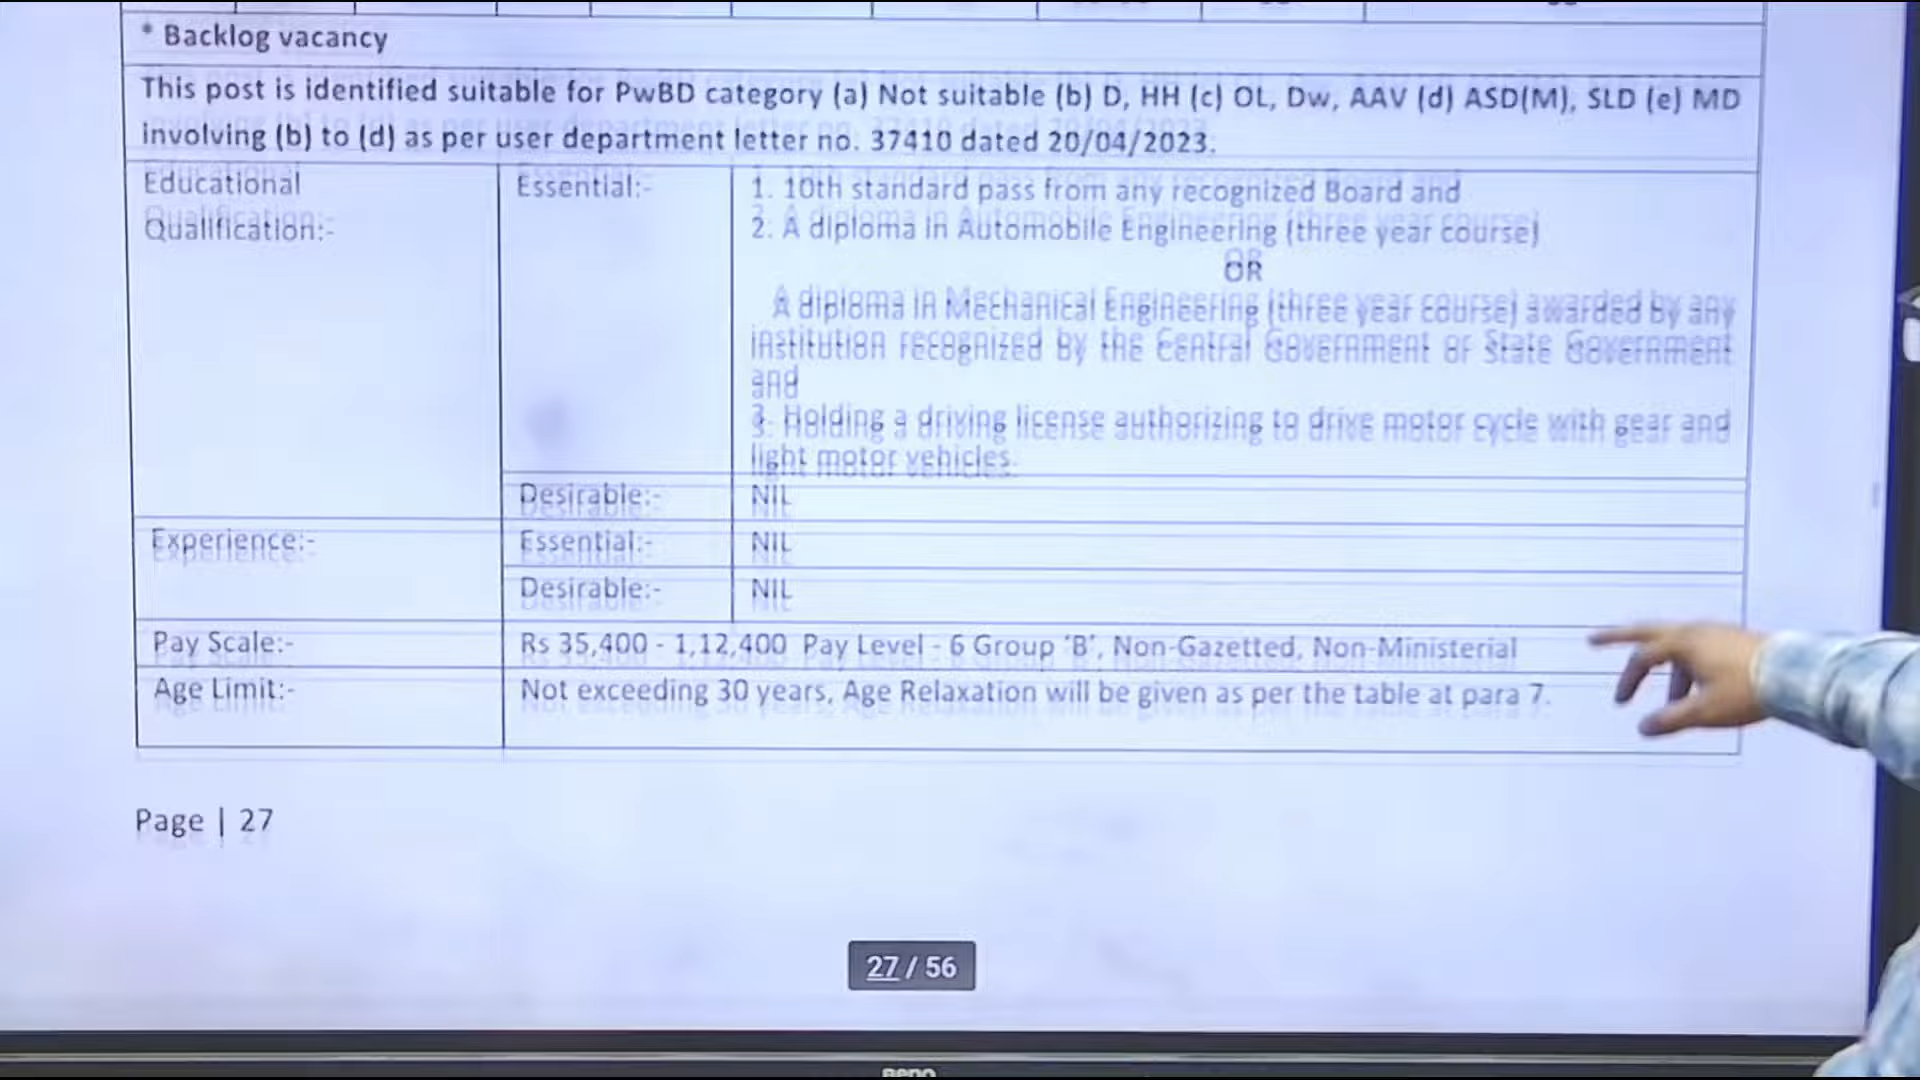 * Backlog vacancy
This post is identified suitable for PwBD category (a) Not suitable (b) D, HH (c) OL, Dw, AAV (d) ASD(M), SLD (e) MD
involving (b) to (d) as per user department letter no. 37410 dated 20/04/2023.
Educational
Qualification:-
Essential:-
1. 10th standard pass from any recognized Board and
2. A diploma in Automobile Engineering (three year course)
OR
A diploma in Mechanical Engineering (three year course) awarded by any
institution recognized by the Central Government or State Government
and
3. Holding a driving license authorizing to drive motor cycle with gear and
light motor vehicles.
Desirable:- NIL
Experience:- Essential:- NIL
Desirable:- NIL
Pay Scale:- Rs 35,400 - 1,12,400 Pay Level - 6 Group 'B', Non-Gazetted, Non-Ministerial
Age Limit:- Not exceeding 30 years, Age Relaxation will be given as per the table at para 7.
Page | 27
27 / 56